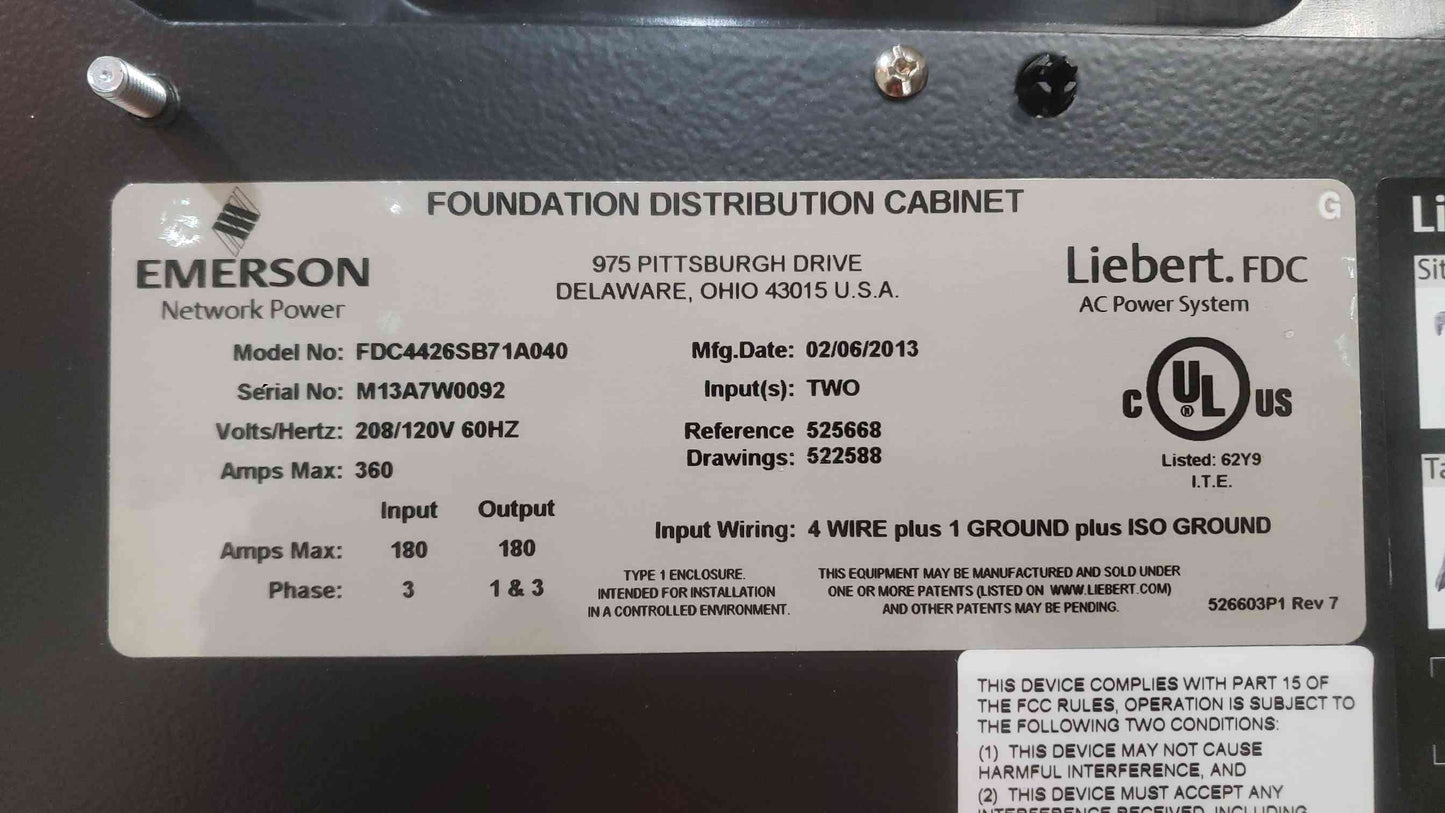 FOUNDATION DISTRIBUTION CABINET
G
EMERSON
Network Power
975 PITTSBURGH DRIVE
DELAWARE, OHIO 43015 U.S.A.
Liebert. FDC
AC Power System
Model No: FDC4426SB71A040
Serial No: M13A7W0092
Volts/Hertz: 208/120V 60HZ
Amps Max: 360
Input Output
Amps Max: 180 180
Phase: 3 1 & 3
Mfg.Date: 02/06/2013
Input(s): TWO
Reference 525668
Drawings: 522588
C UL ® US
Listed: 62Y9
I.T.E.
Input Wiring: 4 WIRE plus 1 GROUND plus ISO GROUND
TYPE 1 ENCLOSURE.
INTENDED FOR INSTALLATION
IN A CONTROLLED ENVIRONMENT.
THIS EQUIPMENT MAY BE MANUFACTURED AND SOLD UNDER
ONE OR MORE PATENTS (LISTED ON WWW.LIEBERT.COM)
AND OTHER PATENTS MAY BE PENDING.
526603P1 Rev 7
THIS DEVICE COMPLIES WITH PART 15 OF
THE FCC RULES, OPERATION IS SUBJECT TO
THE FOLLOWING TWO CONDITIONS:
(1) THIS DEVICE MAY NOT CAUSE
HARMFUL INTERFERENCE, AND
(2) THIS DEVICE MUST ACCEPT ANY
INTERFERENCE RECEIVED, INCLUDING
Li
Sit
Ta